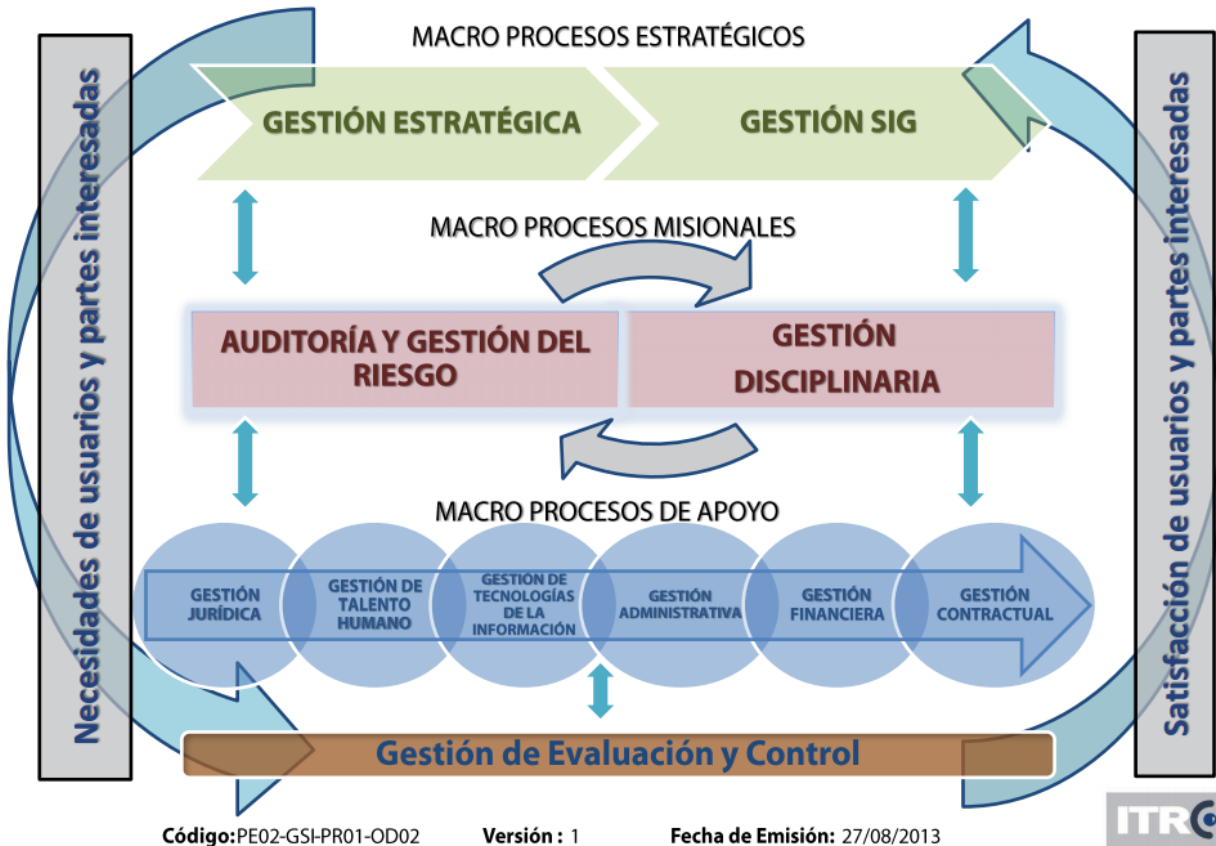 MACRO PROCESOS ESTRATÉGICOS
Necesidades de usuarios y partes interesadas
GESTIÓN ESTRATÉGICA
GESTIÓN SIG
Satisfacción de usuarios y partes interesadas
MACRO PROCESOS MISIONALES
AUDITORÍA Y GESTIÓN DEL
RIESGO
GESTIÓN
DISCIPLINARIA
MACRO PROCESOS DE APOYO
GESTIÓN
JURÍDICA
GESTIÓN DE
TALENTO
HUMANO
GESTIÓN DE
TECNOLOGÍAS
DE LA
INFORMACIÓN
GESTIÓN
ADMINISTRATIVA
GESTIÓN
FINANCIERA
GESTIÓN
CONTRACTUAL
Gestión de Evaluación y Control
Código:PE02-GSI-PR01-OD02 Versión : 1 Fecha de Emisión: 27/08/2013
ITRC